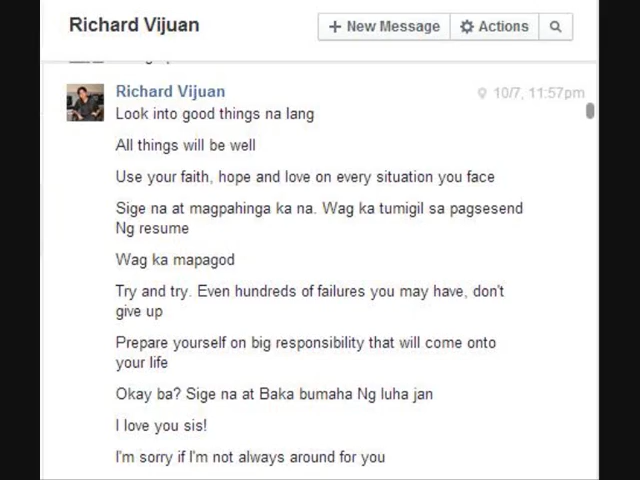 Richard Vijuan
+ New Message
Actions
Richard Vijuan
10/7, 11:57pm
Look into good things na lang
All things will be well
Use your faith, hope and love on every situation you face
Sige na at magpahinga ka na. Wag ka tumigil sa pagsesend
Ng resume
Wag ka mapagod
Try and try. Even hundreds of failures you may have, don't
give up
Prepare yourself on big responsibility that will come onto
your life
Okay ba? Sige na at Baka bumaha Ng luha jan
I love you sis!
I'm sorry if I'm not always around for you